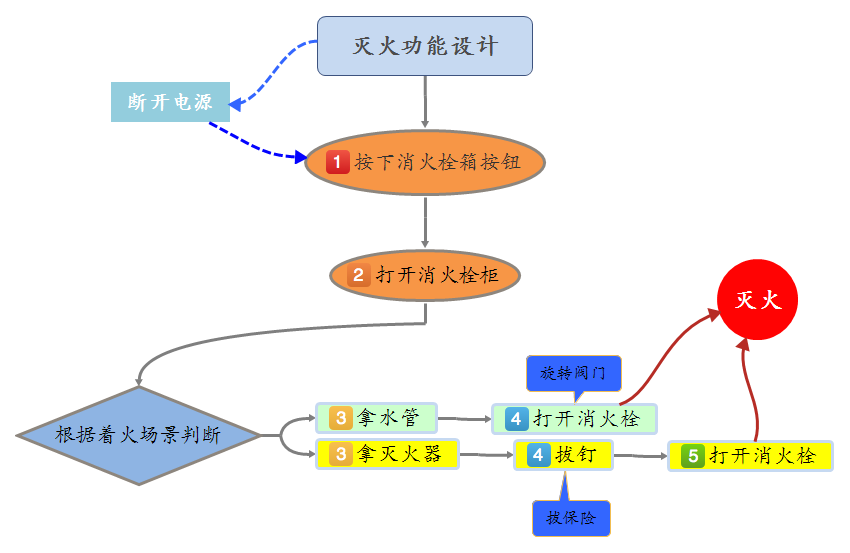 灭火功能设计
断开电源
1 按下消火栓箱按钮
2 打开消火栓柜
灭火
旋转阀门
根据着火场景判断
3 拿水管
4 打开消火栓
3 拿灭火器
4 拔钉
5 打开消火栓
拔保险